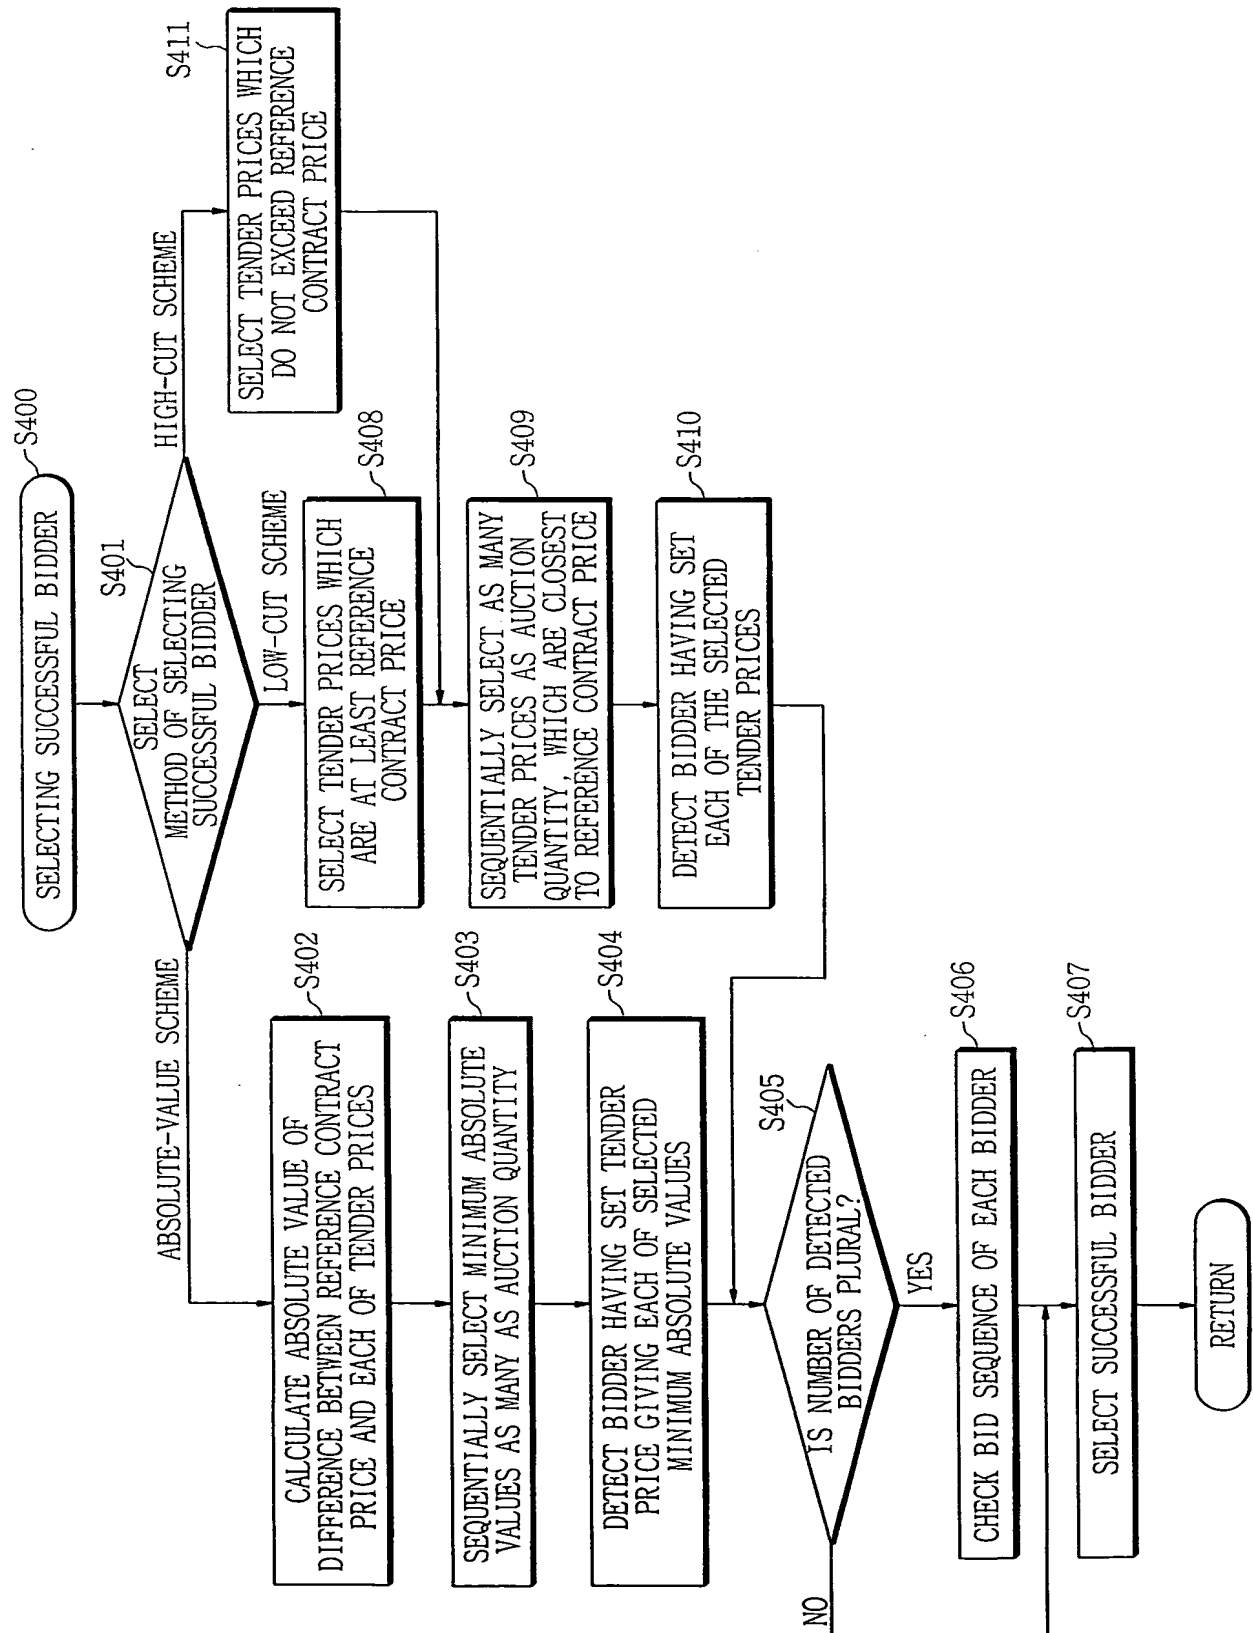 SELECTING SUCCESSFUL BIDDER
S400
S401
SELECT
METHOD OF SELECTING
SUCCESSFUL BIDDER
ABSOLUTE-VALUE SCHEME
LOW-CUT SCHEME
HIGH-CUT SCHEME
S402
CALCULATE ABSOLUTE VALUE OF
DIFFERENCE BETWEEN REFERENCE CONTRACT
PRICE AND EACH OF TENDER PRICES
S403
SEQUENTIALLY SELECT MINIMUM ABSOLUTE
VALUES AS MANY AS AUCTION QUANTITY
S404
DETECT BIDDER HAVING SET TENDER
PRICE GIVING EACH OF SELECTED
MINIMUM ABSOLUTE VALUES
S408
SELECT TENDER PRICES WHICH
ARE AT LEAST REFERENCE
CONTRACT PRICE
S409
SEQUENTIALLY SELECT AS MANY
TENDER PRICES AS AUCTION
QUANTITY, WHICH ARE CLOSEST
TO REFERENCE CONTRACT PRICE
S410
DETECT BIDDER HAVING SET
EACH OF THE SELECTED
TENDER PRICES
S411
SELECT TENDER PRICES WHICH
DO NOT EXCEED REFERENCE
CONTRACT PRICE
S405
IS NUMBER OF DETECTED
BIDDERS PLURAL?
NO
YES
S406
CHECK BID SEQUENCE OF EACH BIDDER
S407
SELECT SUCCESSFUL BIDDER
RETURN